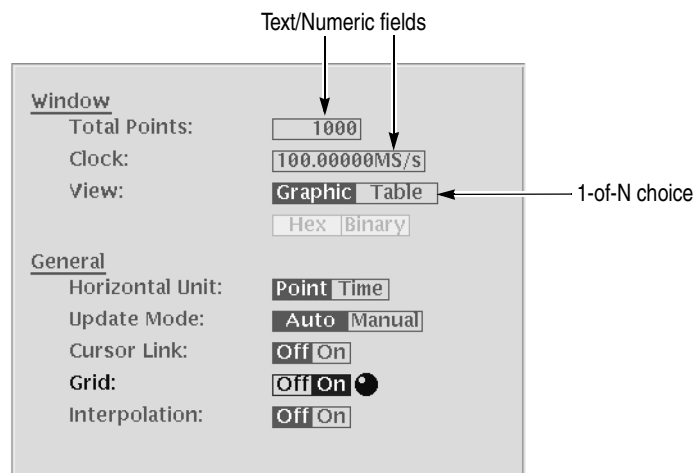 Text/Numeric fields
Window
Total Points: 1000
Clock: 100.00000MS/s
View: Graphic Table
1-of-N choice
Hex Binary
General
Horizontal Unit: Point Time
Update Mode: Auto Manual
Cursor Link: Off On
Grid: Off On
Interpolation: Off On